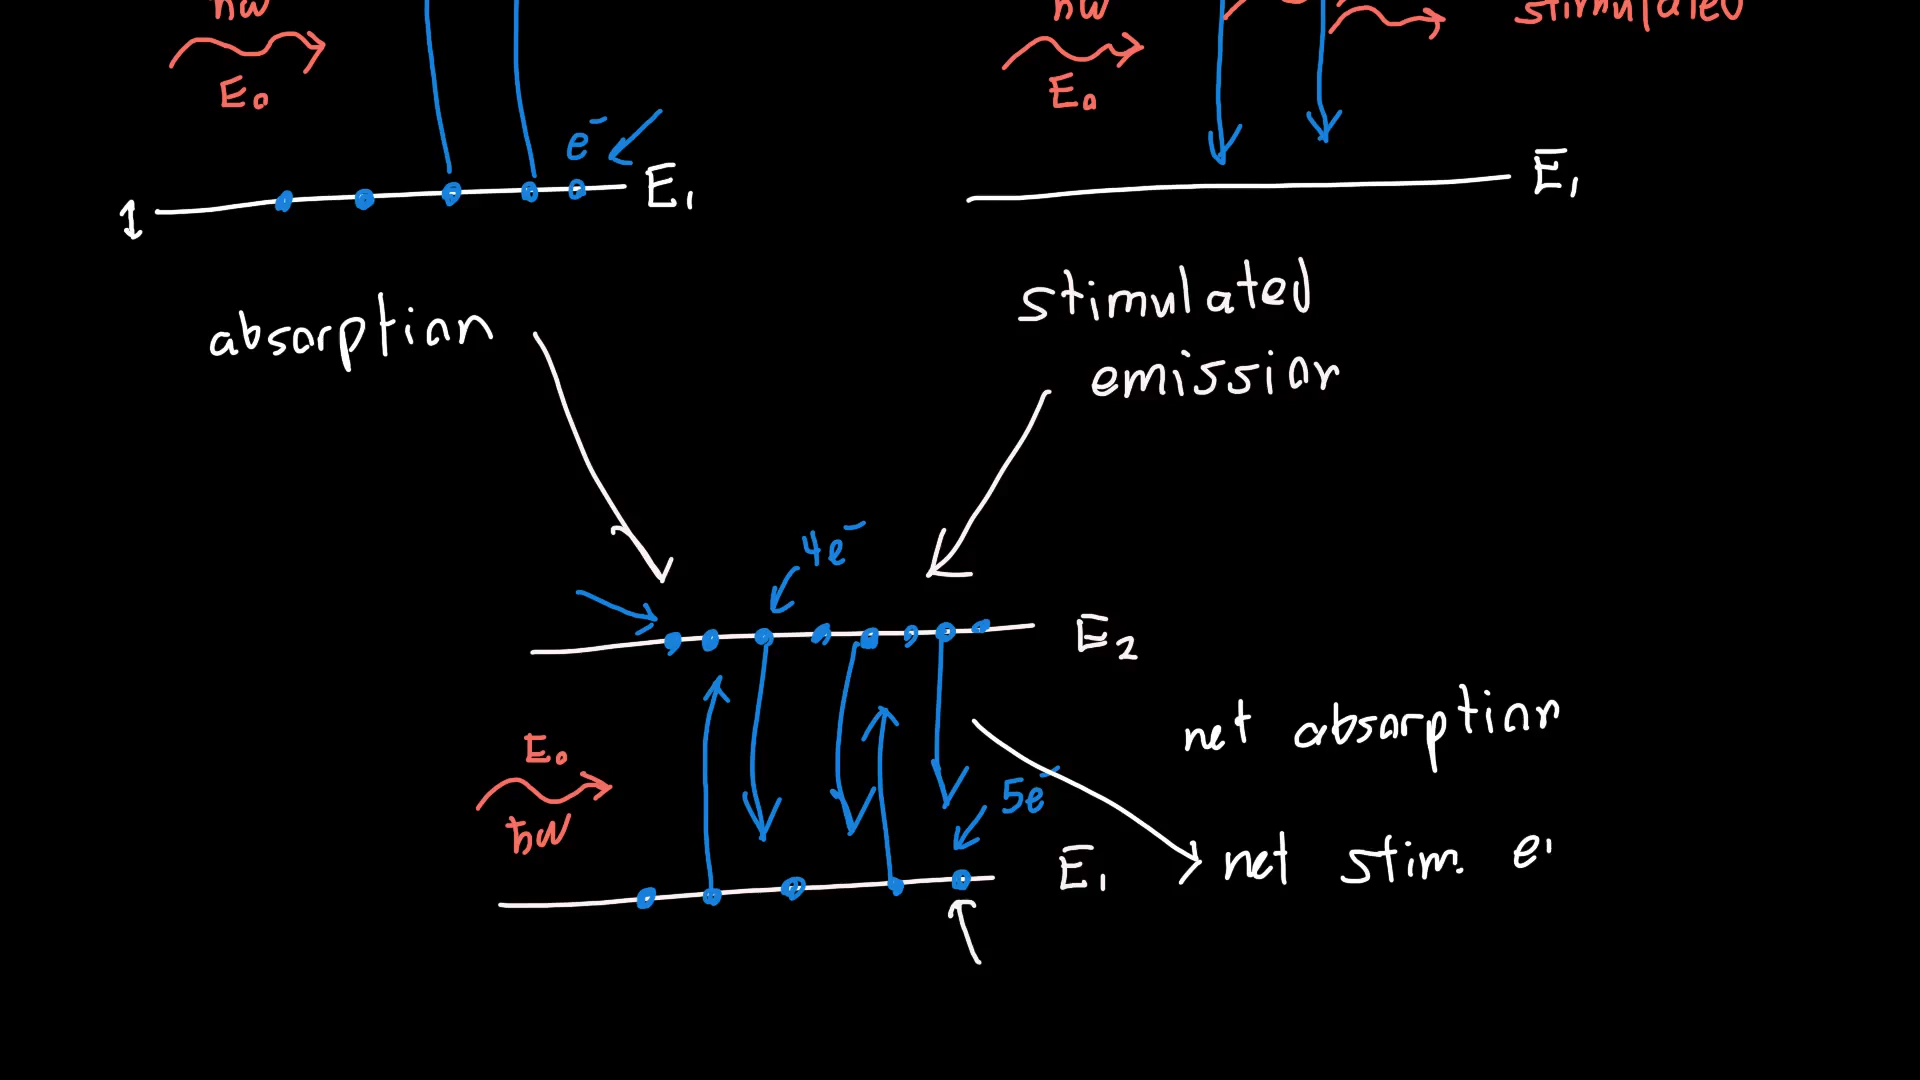 ħω
E₀
e⁻
E₁
ħω
E₀
stimulated
E₁
absorption
stimulated
emission
4e⁻
E₂
E₀
ħω
5e⁻
E₁
net absorption
net stim. e